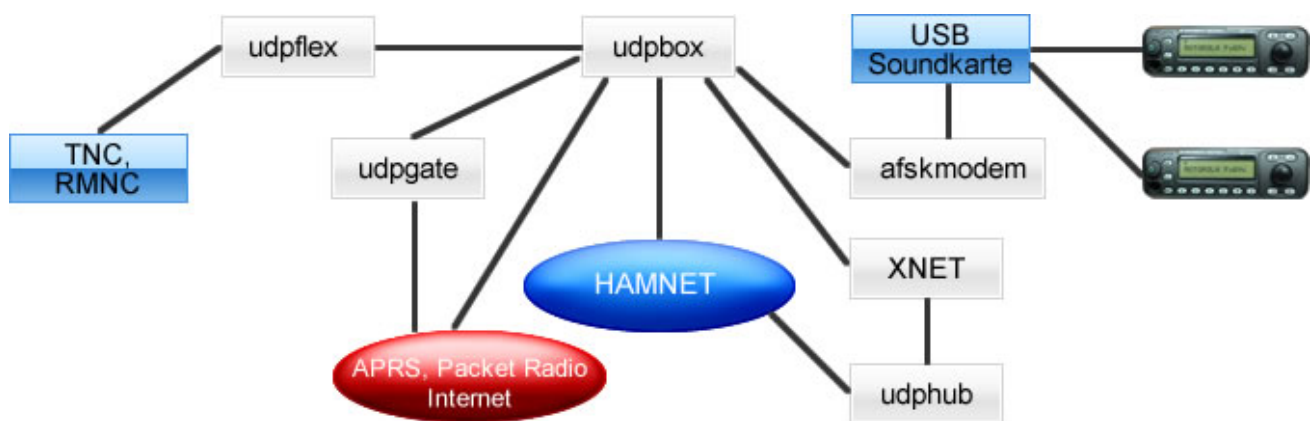 udpflex
udpbox
USB
Soundkarte
TNC,
RMNC
udpgate
afskmodem
HAMNET
XNET
APRS, Packet Radio
Internet
udphub